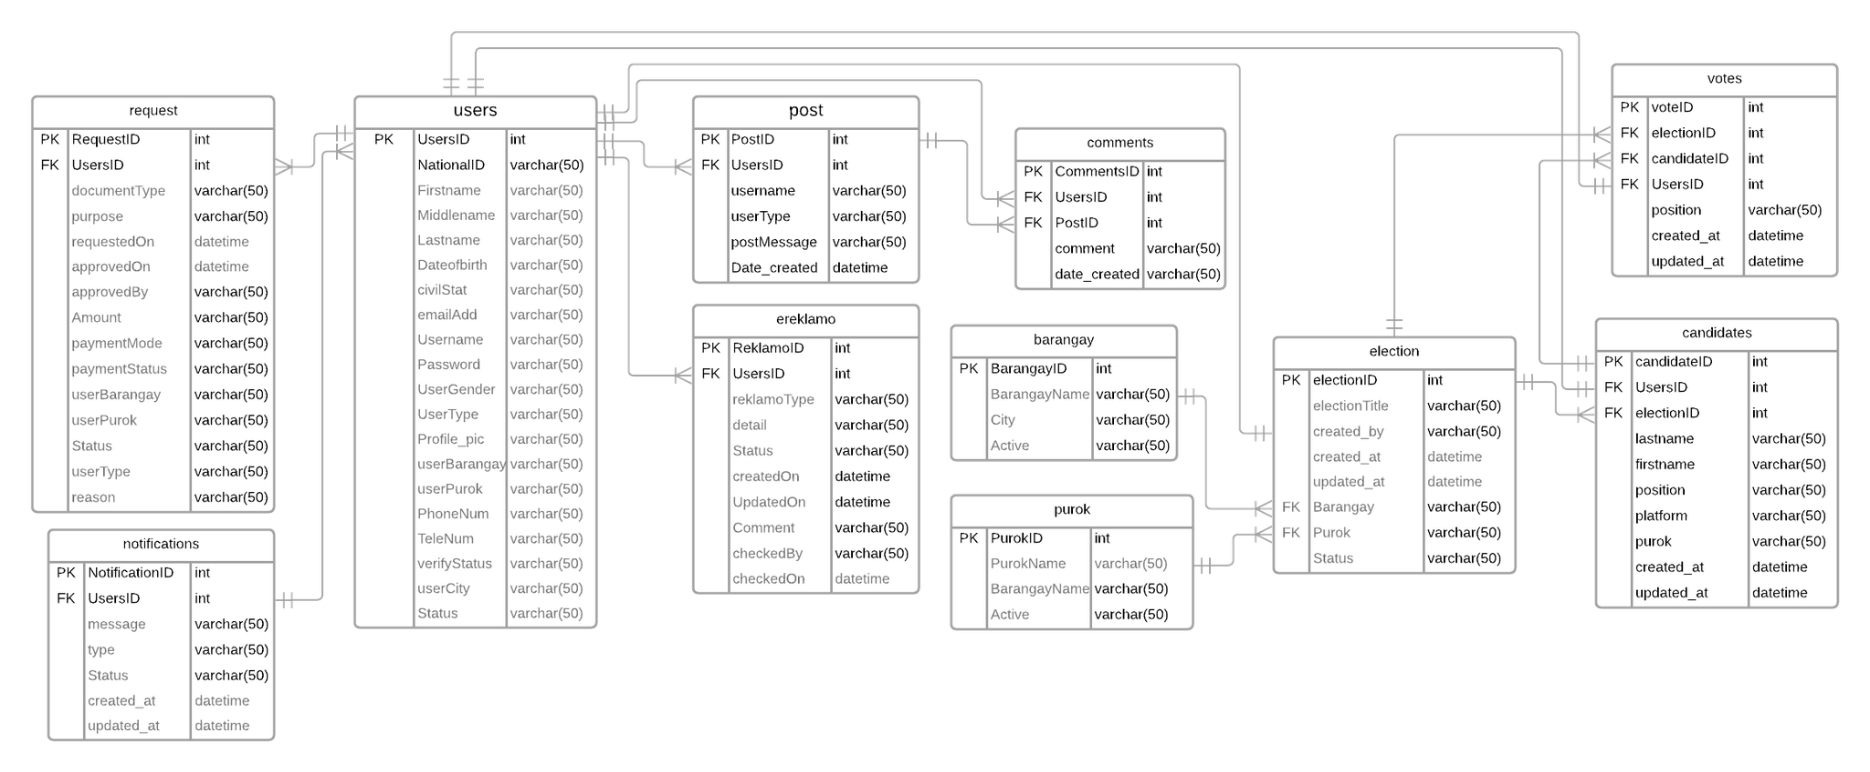 request
PK RequestID int
FK UsersID int
documentType varchar(50)
purpose varchar(50)
requestedOn datetime
approvedOn datetime
approvedBy varchar(50)
Amount varchar(50)
paymentMode varchar(50)
paymentStatus varchar(50)
userBarangay varchar(50)
userPurok varchar(50)
Status varchar(50)
userType varchar(50)
reason varchar(50)
notifications
PK NotificationID int
FK UsersID int
message varchar(50)
type varchar(50)
Status varchar(50)
created_at datetime
updated_at datetime
users
PK UsersID int
NationalID varchar(50)
Firstname varchar(50)
Middlename varchar(50)
Lastname varchar(50)
Dateofbirth varchar(50)
civilStat varchar(50)
emailAdd varchar(50)
Username varchar(50)
Password varchar(50)
UserGender varchar(50)
UserType varchar(50)
Profile_pic varchar(50)
userBarangay varchar(50)
userPurok varchar(50)
PhoneNum varchar(50)
TeleNum varchar(50)
verifyStatus varchar(50)
userCity varchar(50)
Status varchar(50)
post
PK PostID int
FK UsersID int
username varchar(50)
userType varchar(50)
postMessage varchar(50)
Date_created datetime
ereklamo
PK ReklamoID int
FK UsersID int
reklamoType varchar(50)
detail varchar(50)
Status varchar(50)
createdOn datetime
UpdatedOn datetime
Comment varchar(50)
checkedBy varchar(50)
checkedOn datetime
comments
PK CommentsID int
FK UsersID int
FK PostID int
comment varchar(50)
date_created varchar(50)
barangay
PK BarangayID int
BarangayName varchar(50)
City varchar(50)
Active varchar(50)
purok
PK PurokID int
PurokName varchar(50)
BarangayName varchar(50)
Active varchar(50)
election
PK electionID int
electionTitle varchar(50)
created_by varchar(50)
created_at datetime
updated_at datetime
FK Barangay varchar(50)
FK Purok varchar(50)
Status varchar(50)
votes
PK voteID int
FK electionID int
FK candidateID int
FK UsersID int
position varchar(50)
created_at datetime
updated_at datetime
candidates
PK candidateID int
FK UsersID int
FK electionID int
lastname varchar(50)
firstname varchar(50)
position varchar(50)
platform varchar(50)
purok varchar(50)
created_at datetime
updated_at datetime